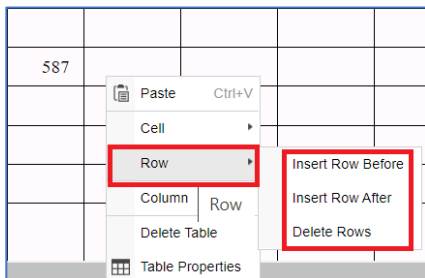 587
Paste Ctrl+V
Cell
Row
Insert Row Before
Column
Row
Insert Row After
Delete Table
Delete Rows
Table Properties